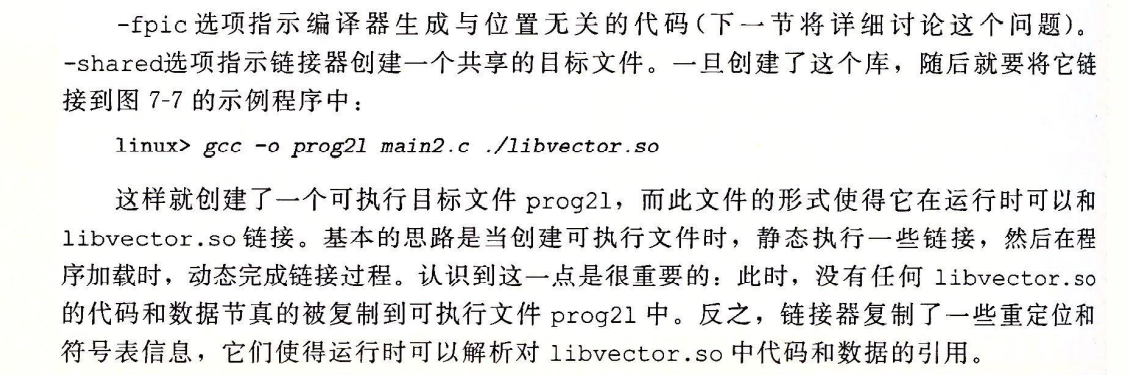 -fpic 选项指示编译器生成与位置无关的代码(下一节将详细讨论这个问题)。
-shared选项指示链接器创建一个共享的目标文件。一旦创建了这个库，随后就要将它链
接到图 7-7 的示例程序中：
linux> gcc -o prog2l main2.c ./libvector.so
这样就创建了一个可执行目标文件 prog2l，而此文件的形式使得它在运行时可以和
libvector.so 链接。基本的思路是当创建可执行文件时，静态执行一些链接，然后在程
序加载时，动态完成链接过程。认识到这一点是很重要的：此时，没有任何 libvector.so
的代码和数据节真的被复制到可执行文件 prog2l 中。反之，链接器复制了一些重定位和
符号表信息，它们使得运行时可以解析对 libvector.so 中代码和数据的引用。